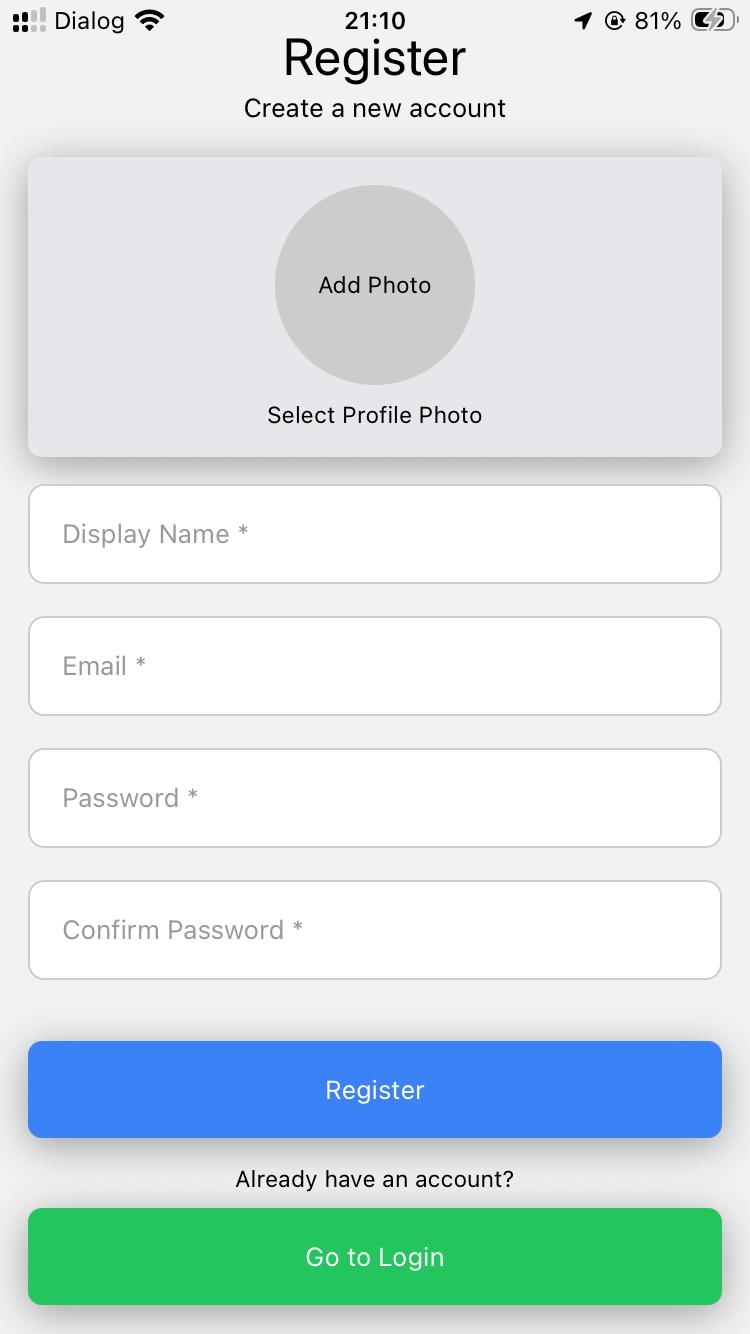 Dialog 21:10 81%
Register
Create a new account
Add Photo
Select Profile Photo
Display Name *
Email *
Password *
Confirm Password *
Register
Already have an account?
Go to Login